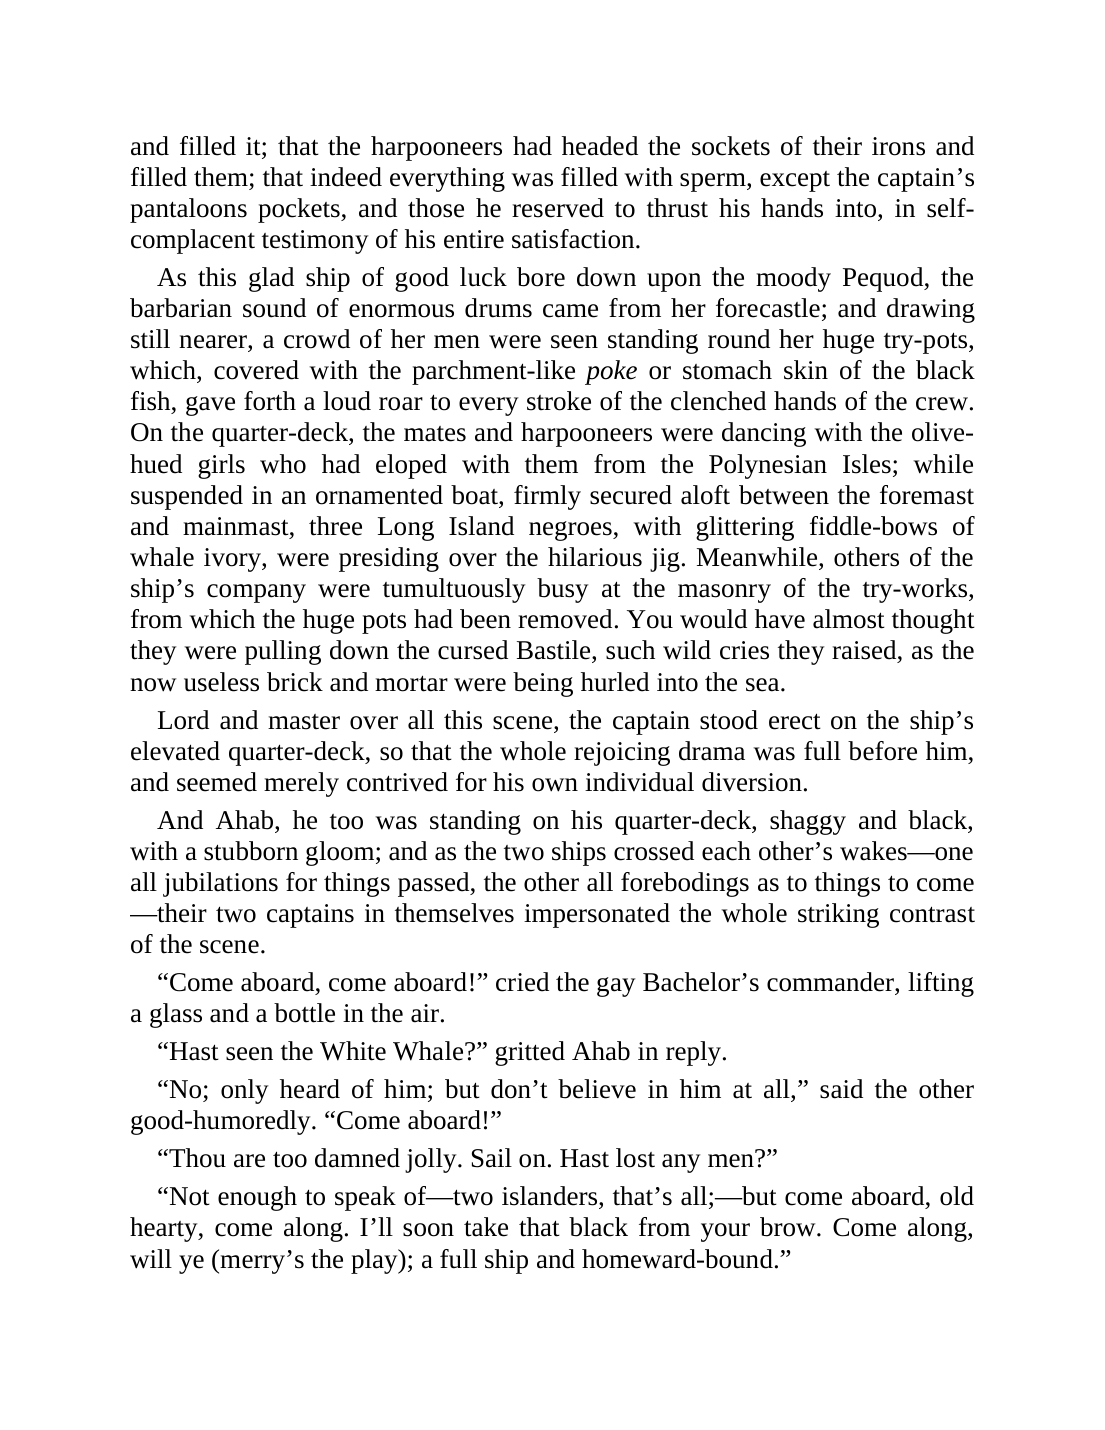 and filled it; that the harpooneers had headed the sockets of their irons and
filled them; that indeed everything was filled with sperm, except the captain’s
pantaloons pockets, and those he reserved to thrust his hands into, in self-
complacent testimony of his entire satisfaction.
As this glad ship of good luck bore down upon the moody Pequod, the
barbarian sound of enormous drums came from her forecastle; and drawing
still nearer, a crowd of her men were seen standing round her huge try-pots,
which, covered with the parchment-like poke or stomach skin of the black
fish, gave forth a loud roar to every stroke of the clenched hands of the crew.
On the quarter-deck, the mates and harpooneers were dancing with the olive-
hued girls who had eloped with them from the Polynesian Isles; while
suspended in an ornamented boat, firmly secured aloft between the foremast
and mainmast, three Long Island negroes, with glittering fiddle-bows of
whale ivory, were presiding over the hilarious jig. Meanwhile, others of the
ship’s company were tumultuously busy at the masonry of the try-works,
from which the huge pots had been removed. You would have almost thought
they were pulling down the cursed Bastile, such wild cries they raised, as the
now useless brick and mortar were being hurled into the sea.
Lord and master over all this scene, the captain stood erect on the ship’s
elevated quarter-deck, so that the whole rejoicing drama was full before him,
and seemed merely contrived for his own individual diversion.
And Ahab, he too was standing on his quarter-deck, shaggy and black,
with a stubborn gloom; and as the two ships crossed each other’s wakes—one
all jubilations for things passed, the other all forebodings as to things to come
—their two captains in themselves impersonated the whole striking contrast
of the scene.
“Come aboard, come aboard!” cried the gay Bachelor’s commander, lifting
a glass and a bottle in the air.
“Hast seen the White Whale?” gritted Ahab in reply.
“No; only heard of him; but don’t believe in him at all,” said the other
good-humoredly. “Come aboard!”
“Thou are too damned jolly. Sail on. Hast lost any men?”
“Not enough to speak of—two islanders, that’s all;—but come aboard, old
hearty, come along. I’ll soon take that black from your brow. Come along,
will ye (merry’s the play); a full ship and homeward-bound.”